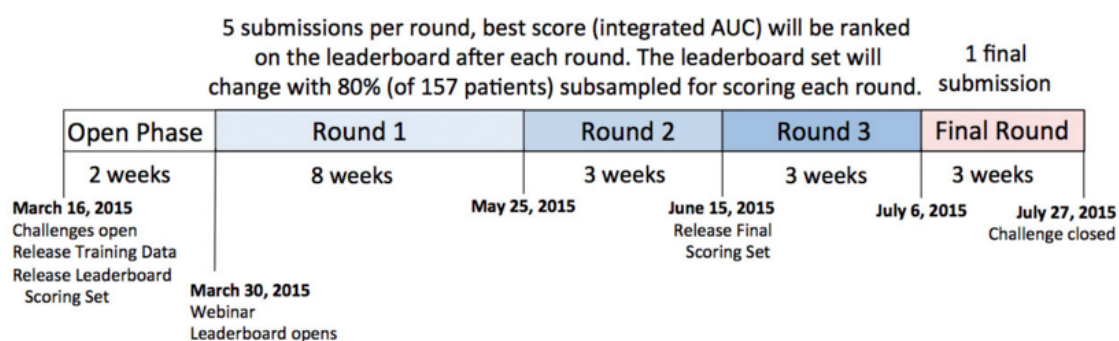 5 submissions per round, best score (integrated AUC) will be ranked
on the leaderboard after each round. The leaderboard set will
change with 80% (of 157 patients) subsampled for scoring each round.
1 final
submission
Open Phase
Round 1
Round 2
Round 3
Final Round
2 weeks
8 weeks
3 weeks
3 weeks
3 weeks
March 16, 2015
Challenges open
Release Training Data
Release Leaderboard
Scoring Set
March 30, 2015
Webinar
Leaderboard opens
May 25, 2015
June 15, 2015
Release Final
Scoring Set
July 6, 2015
July 27, 2015
Challenge closed